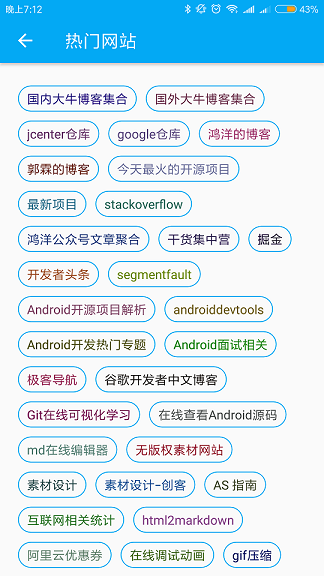 晚上7:12 43%
热门网站
国内大牛博客集合 国外大牛博客集合
jcenter仓库 google仓库 鸿洋的博客
郭霖的博客 今天最火的开源项目
最新项目 stackoverflow
鸿洋公众号文章聚合 干货集中营 掘金
开发者头条 segmentfault
Android开源项目解析 androiddevtools
Android开发热门专题 Android面试相关
极客导航 谷歌开发者中文博客
Git在线可视化学习 在线查看Android源码
md在线编辑器 无版权素材网站
素材设计 素材设计-创客 AS 指南
互联网相关统计 html2markdown
阿里云优惠券 在线调试动画 gif压缩